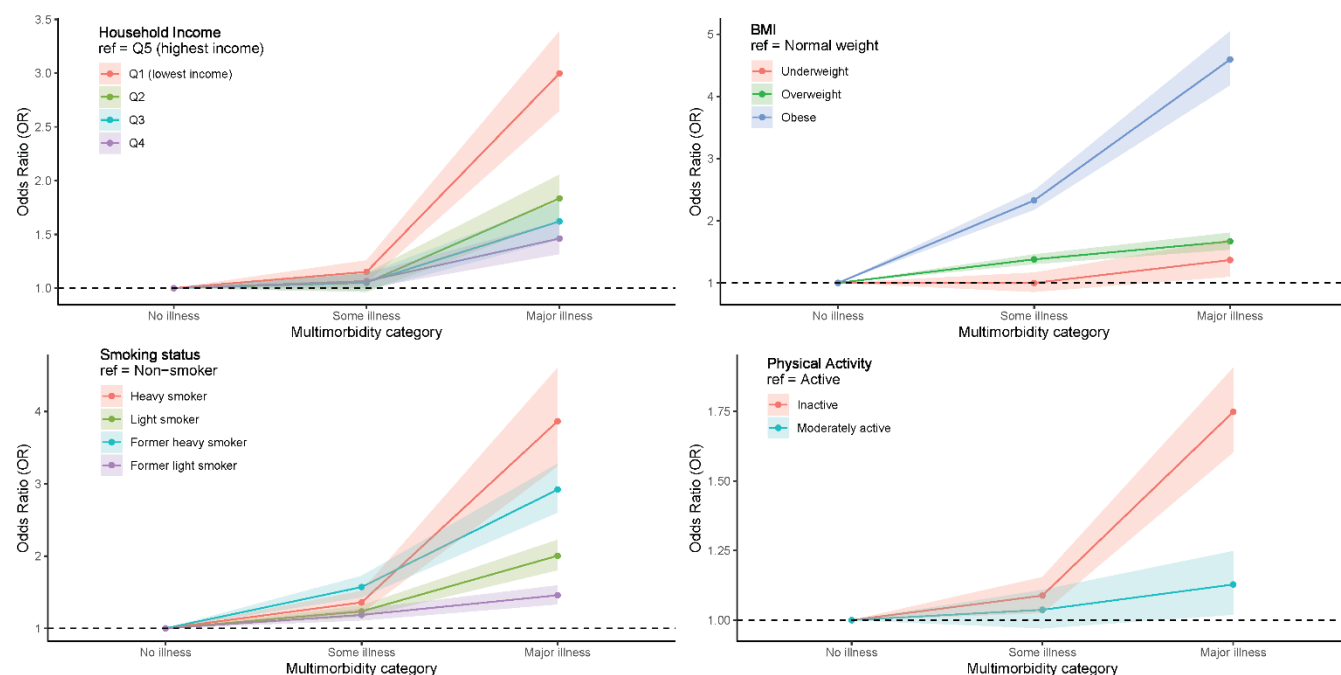 Household Income
ref = Q5 (highest income)
Q1 (lowest income)
Q2
Q3
Q4
3.5
3.0
2.5
2.0
1.5
1.0
Odds Ratio (OR)
No illness
Some illness
Major illness
Multimorbidity category
BMI
ref = Normal weight
Underweight
Overweight
Obese
5
4
3
2
1
Odds Ratio (OR)
No illness
Some illness
Major illness
Multimorbidity category
Smoking status
ref = Non−smoker
Heavy smoker
Light smoker
Former heavy smoker
Former light smoker
4
3
2
1
Odds Ratio (OR)
No illness
Some illness
Major illness
Multimorbidity category
Physical Activity
ref = Active
Inactive
Moderately active
1.75
1.50
1.25
1.00
Odds Ratio (OR)
No illness
Some illness
Major illness
Multimorbidity category